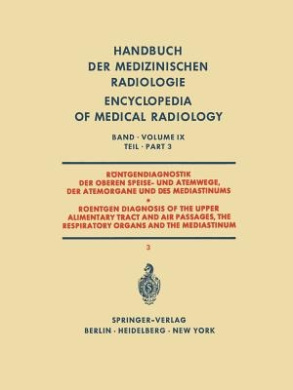 HANDBUCH
DER MEDIZINISCHEN
RADIOLOGIE
ENCYCLOPEDIA
OF MEDICAL RADIOLOGY
BAND · VOLUME IX
TEIL · PART 3
RÖNTGENDIAGNOSTIK
DER OBEREN SPEISE- UND ATEMWEGE,
DER ATEMORGANE UND DES MEDIASTINUMS
ROENTGEN DIAGNOSIS OF THE UPPER
ALIMENTARY TRACT AND AIR PASSAGES, THE
RESPIRATORY ORGANS AND THE MEDIASTINUM
3
SPRINGER-VERLAG
BERLIN · HEIDELBERG · NEW YORK